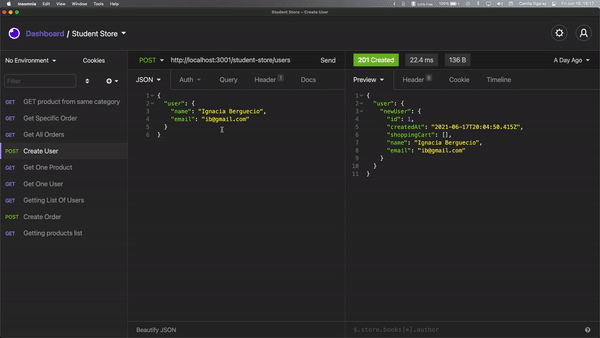 insomnia Edit View Window Tools Help
Student Store – Create User
Dashboard / Student Store
No Environment Cookies
Filter
GET GET product from same category
GET Get Specific Order
GET Get All Orders
POST Create User
GET Get One Product
GET Get One User
GET Getting List Of Users
POST Create Order
GET Getting products list
POST http://localhost:3001/student-store/users Send
JSON Auth Query Header 1 Docs
1 {
2 "user": {
3 "name": "Ignacia Berguecio",
4 "email": "ib@gmail.com"
5 }
6 }
Beautify JSON
201 Created 22.4 ms 136 B A Day Ago
Preview Header Cookie Timeline
1 {
2 "user": {
3 "newUser": {
4 "id": 1,
5 "createdAt": "2021-06-17T20:04:50.415Z",
6 "shoppingCart": [],
7 "name": "Ignacia Berguecio",
8 "email": "ib@gmail.com"
9 }
10 }
11 }
$.store.books[*].author